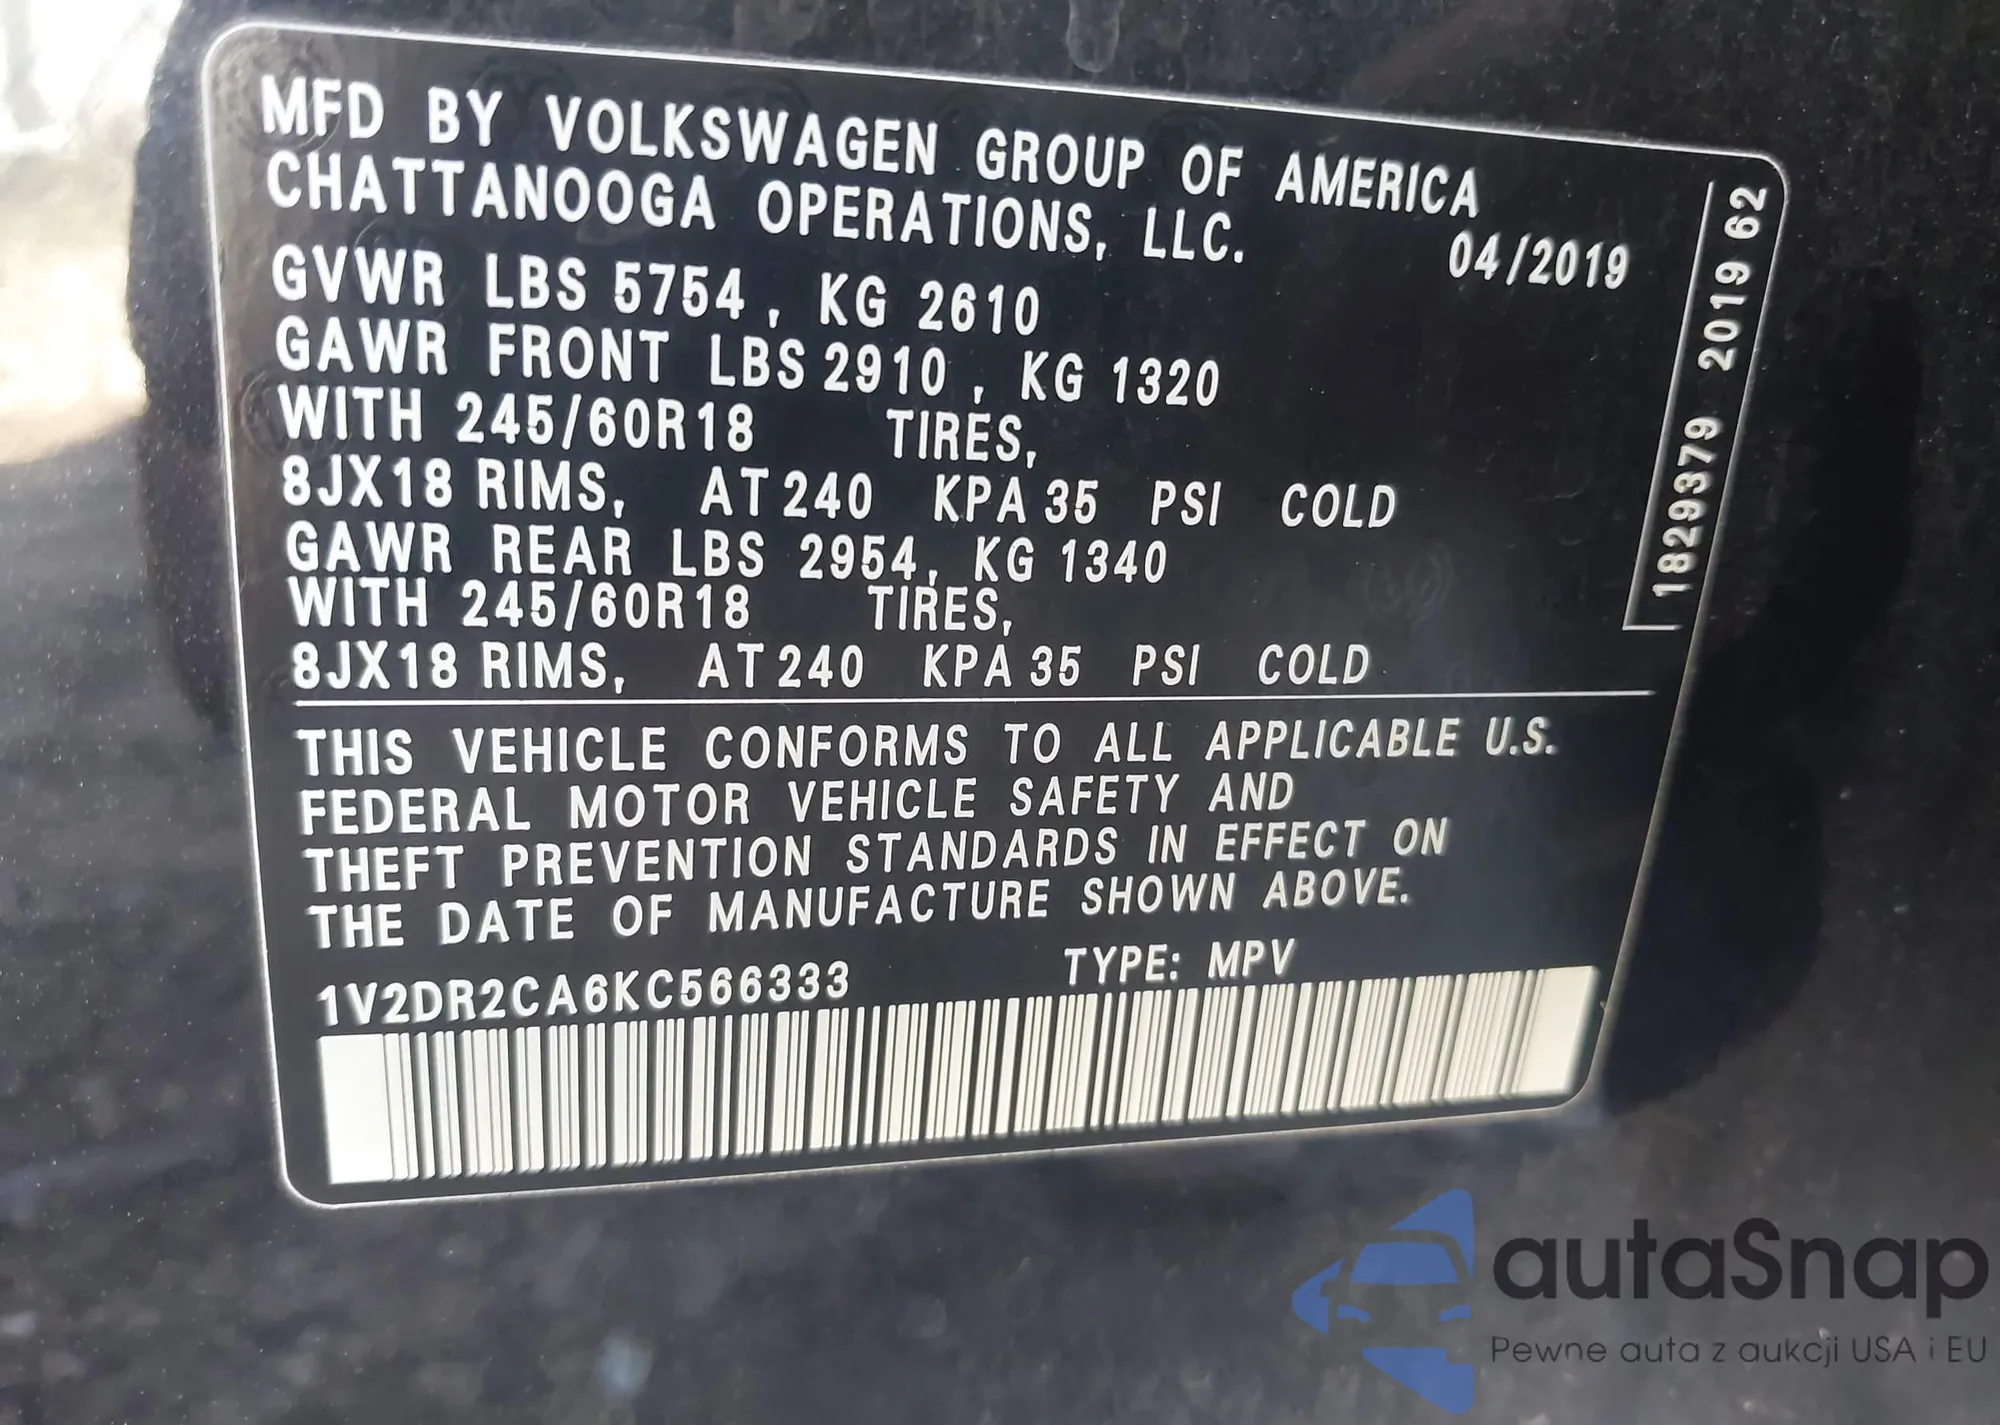 MFD BY VOLKSWAGEN GROUP OF AMERICA
CHATTANOOGA OPERATIONS, LLC.
04/2019
GVWR LBS 5754, KG 2610
GAWR FRONT LBS 2910, KG 1320
WITH 245/60R18 TIRES,
8JX18 RIMS, AT 240 KPA 35 PSI COLD
GAWR REAR LBS 2954, KG 1340
WITH 245/60R18 TIRES,
8JX18 RIMS, AT 240 KPA 35 PSI COLD
THIS VEHICLE CONFORMS TO ALL APPLICABLE U.S.
FEDERAL MOTOR VEHICLE SAFETY AND
THEFT PREVENTION STANDARDS IN EFFECT ON
THE DATE OF MANUFACTURE SHOWN ABOVE.
1V2DR2CA6KC566333 TYPE: MPV
18293379 2019 62
autaSnap
Pewne auta z aukcji USA i EU